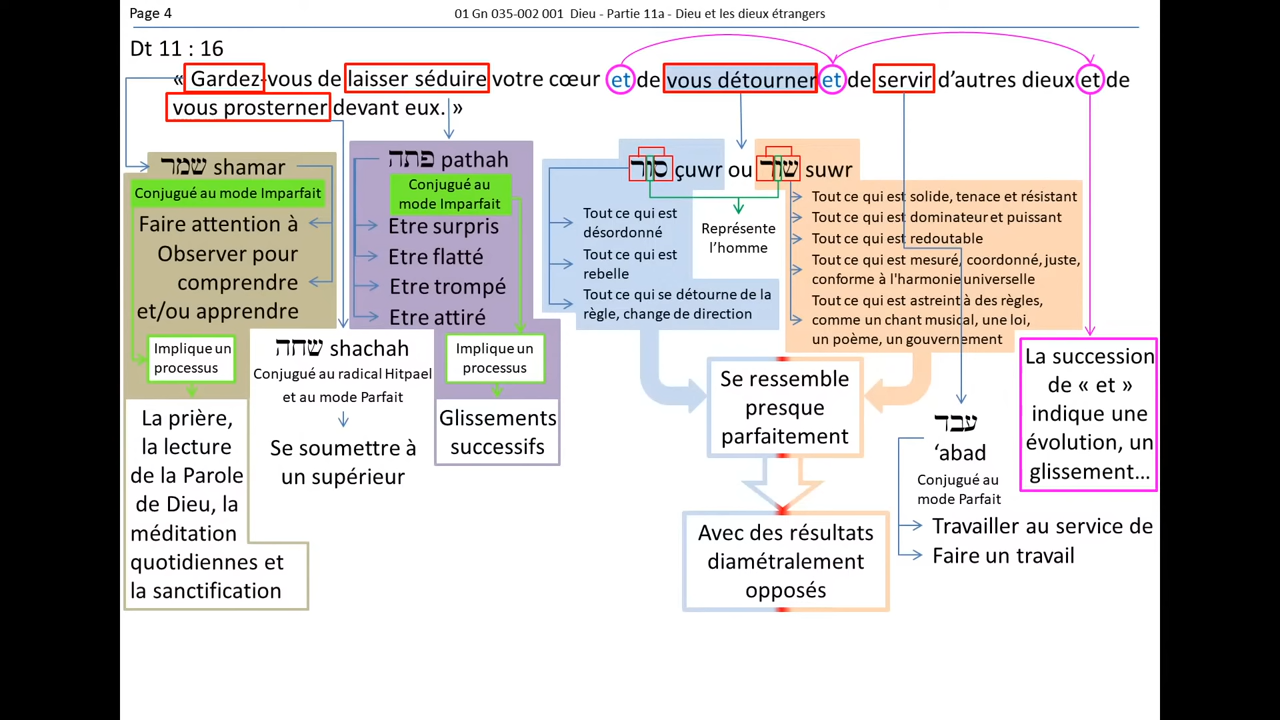 Page 4
01 Gn 035-002 001  Dieu - Partie 11a - Dieu et les dieux étrangers
Dt 11 : 16
« Gardez-vous de laisser séduire votre cœur et de vous détourner et de servir d'autres dieux et de
vous prosterner devant eux. »
שמר shamar
Conjugué au mode Imparfait
Faire attention à
Observer pour
comprendre
et/ou apprendre
Implique un
processus
La prière,
la lecture
de la Parole
de Dieu, la
méditation
quotidiennes et
la sanctification
שחה shachah
Conjugué au radical Hitpael
et au mode Parfait
Se soumettre à
un supérieur
פתה pathah
Conjugué au
mode Imparfait
Etre surpris
Etre flatté
Etre trompé
Etre attiré
Implique un
processus
Glissements
successifs
סור çuwr ou שור suwr
Tout ce qui est
désordonné
Tout ce qui est
rebelle
Tout ce qui se détourne de la
règle, change de direction
Représente
l'homme
Tout ce qui est solide, tenace et résistant
Tout ce qui est dominateur et puissant
Tout ce qui est redoutable
Tout ce qui est mesuré, coordonné, juste,
conforme à l'harmonie universelle
Tout ce qui est astreint à des règles,
comme un chant musical, une loi,
un poème, un gouvernement
Se ressemble
presque
parfaitement
Avec des résultats
diamétralement
opposés
עבד
‘abad
Conjugué au
mode Parfait
Travailler au service de
Faire un travail
La succession
de « et »
indique une
évolution, un
glissement…